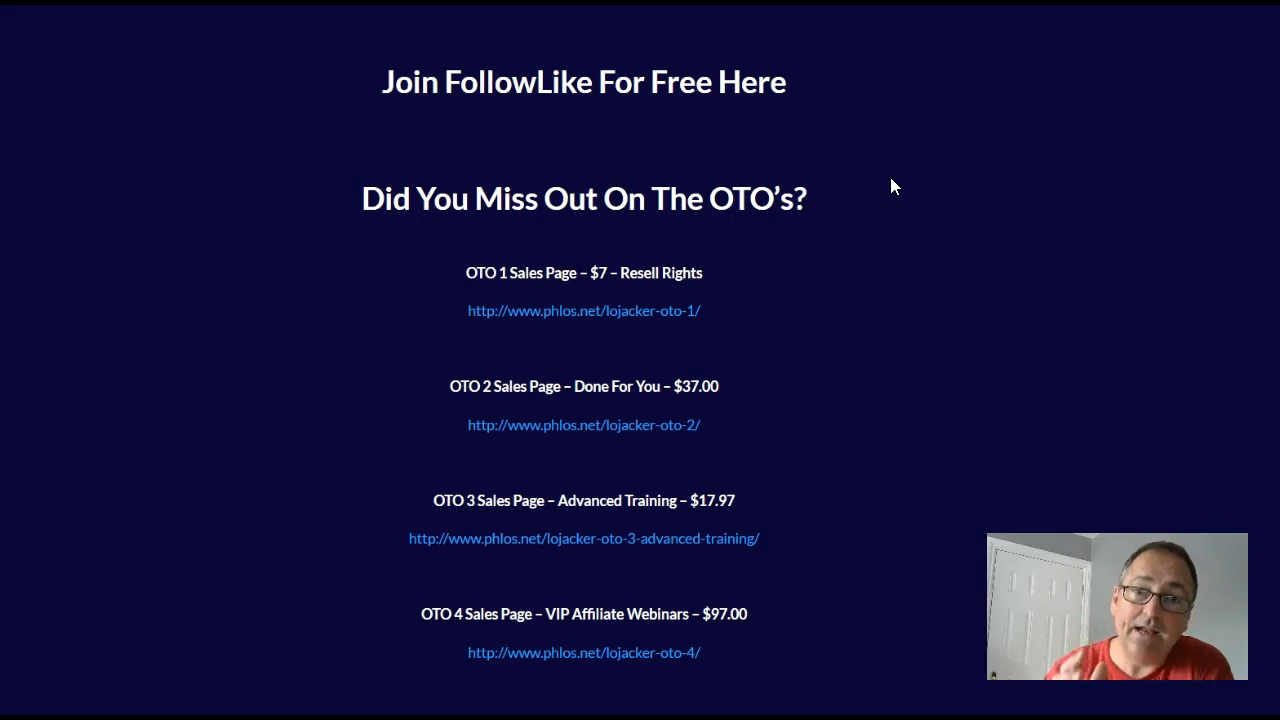 Join FollowLike For Free Here
Did You Miss Out On The OTO’s?
OTO 1 Sales Page – $7 – Resell Rights
http://www.phlos.net/lojacker-oto-1/
OTO 2 Sales Page – Done For You – $37.00
http://www.phlos.net/lojacker-oto-2/
OTO 3 Sales Page – Advanced Training – $17.97
http://www.phlos.net/lojacker-oto-3-advanced-training/
OTO 4 Sales Page – VIP Affiliate Webinars – $97.00
http://www.phlos.net/lojacker-oto-4/